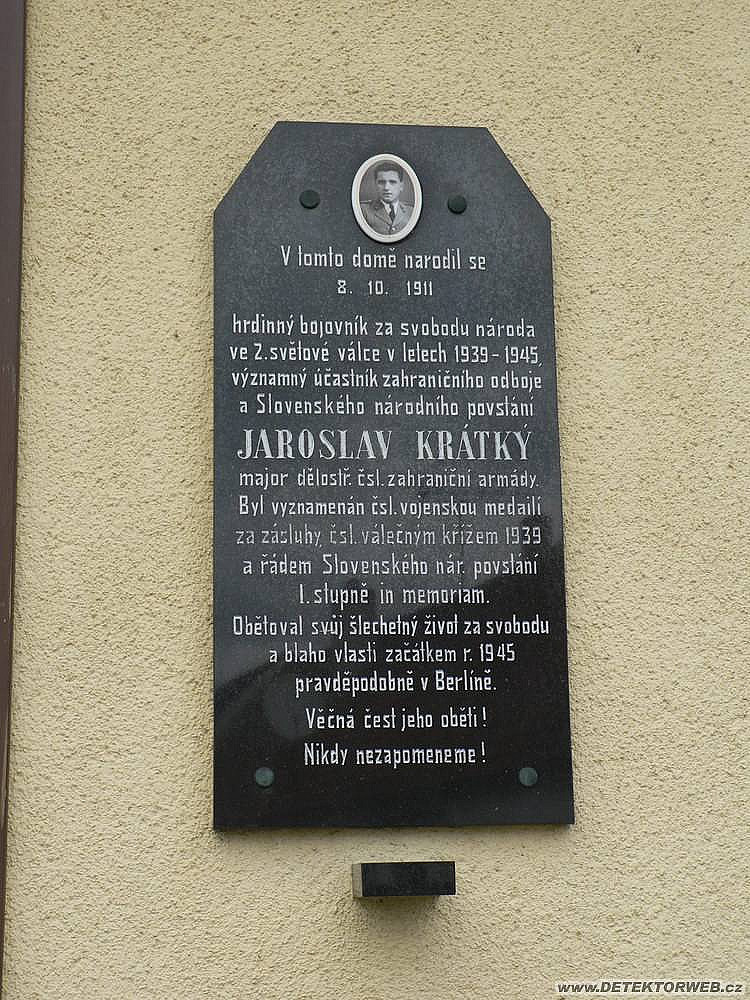 V tomto domě narodil se
8. 10. 1911
hrdinný bojovník za svobodu národa
ve 2. světové válce v letech 1939 - 1945,
významný účastník zahraničního odboje
a Slovenského národního povstání
JAROSLAV KRÁTKÝ
major dělostř. čsl. zahraniční armády.
Byl vyznamenán čsl. vojenskou medailí
za zásluhy, čsl. válečným křížem 1939
a řádem Slovenského nár. povstání
I. stupně in memoriam.
Obětoval svůj šlechetný život za svobodu
a blaho vlasti začátkem r. 1945
pravděpodobně v Berlíně.
Věčná čest jeho oběti !
Nikdy nezapomeneme !
www.DETEKTORWEB.cz